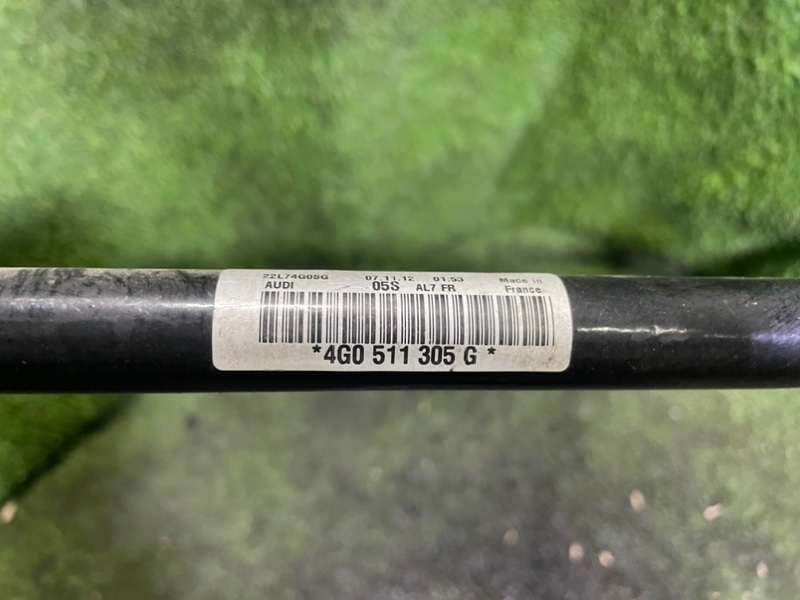 22L74G0SG 07.11.12 01:53 Made in
AUDI 05S AL7 FR France
*4G0 511 305 G *